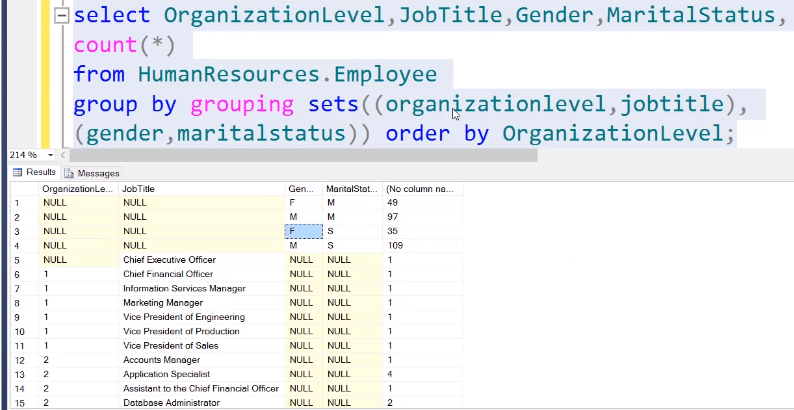 select OrganizationLevel,JobTitle,Gender,MaritalStatus,
count(*)
from HumanResources.Employee
group by grouping sets((organizationlevel,jobtitle),
(gender,maritalstatus)) order by OrganizationLevel;
214 %
Results Messages
OrganizationLe... JobTitle Gen... MaritalStat... (No column na...
1 NULL NULL F M 49
2 NULL NULL M M 97
3 NULL NULL F S 35
4 NULL NULL M S 109
5 NULL Chief Executive Officer NULL NULL 1
6 1 Chief Financial Officer NULL NULL 1
7 1 Information Services Manager NULL NULL 1
8 1 Marketing Manager NULL NULL 1
9 1 Vice President of Engineering NULL NULL 1
10 1 Vice President of Production NULL NULL 1
11 1 Vice President of Sales NULL NULL 1
12 2 Accounts Manager NULL NULL 1
13 2 Application Specialist NULL NULL 4
14 2 Assistant to the Chief Financial Officer NULL NULL 1
15 2 Database Administrator NULL NULL 2